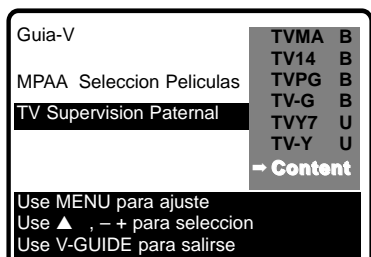 Guia-V
MPAA Seleccion Peliculas
TV Supervision Paternal
TVMA B
TV14 B
TVPG B
TV-G B
TVY7 U
TV-Y U
➡ Content
Use MENU para ajuste
Use ▲ , – + para seleccion
Use V-GUIDE para salirse